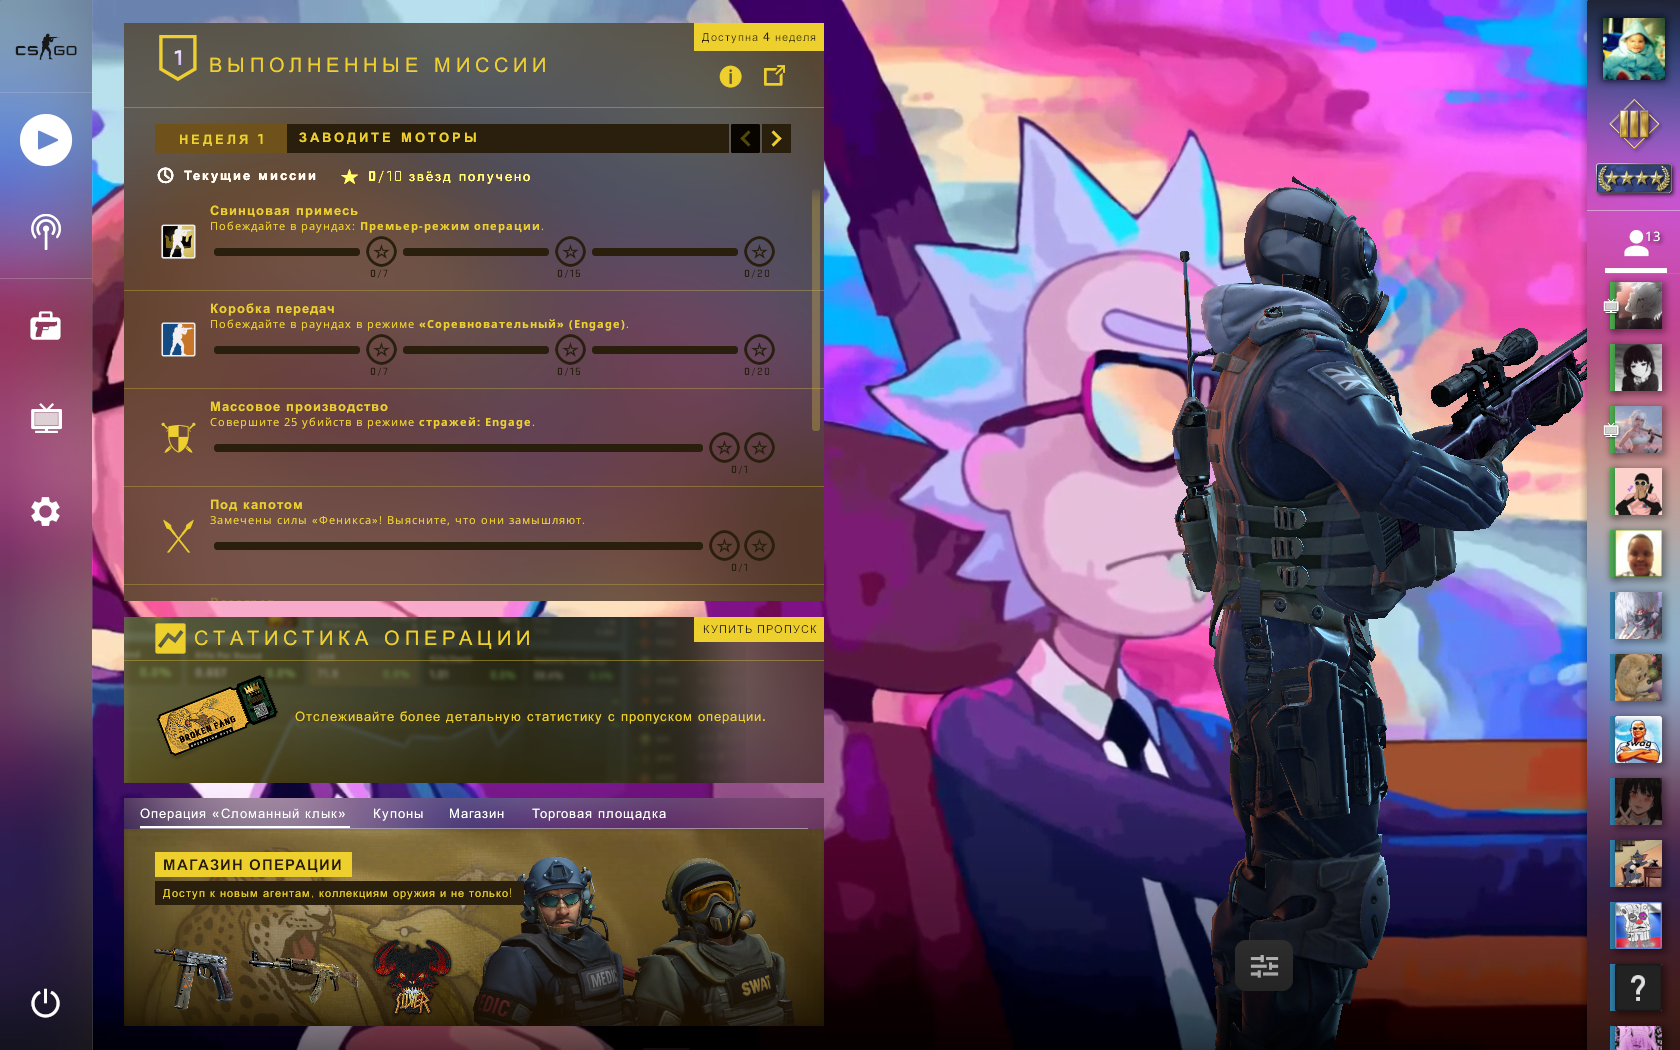 CS GO
1
ВЫПОЛНЕННЫЕ МИССИИ
Доступна 4 неделя
НЕДЕЛЯ 1
ЗАВОДИТЕ МОТОРЫ
Текущие миссии
0/10 звёзд получено
Свинцовая примесь
Побеждайте в раундах: Премьер-режим операции.
0/7
0/15
0/20
Коробка передач
Побеждайте в раундах в режиме «Соревновательный» (Engage).
0/7
0/15
0/20
Массовое производство
Совершите 25 убийств в режиме стражей: Engage.
0/1
Под капотом
Замечены силы «Феникса»! Выясните, что они замышляют.
0/1
СТАТИСТИКА ОПЕРАЦИИ
КУПИТЬ ПРОПУСК
BROKEN FANG
OPERATION PASS
Отслеживайте более детальную статистику с пропуском операции.
Операция «Сломанный клык»
Купоны
Магазин
Торговая площадка
МАГАЗИН ОПЕРАЦИИ
Доступ к новым агентам, коллекциям оружия и не только!
MEDIC
SWAT
13
swag
?